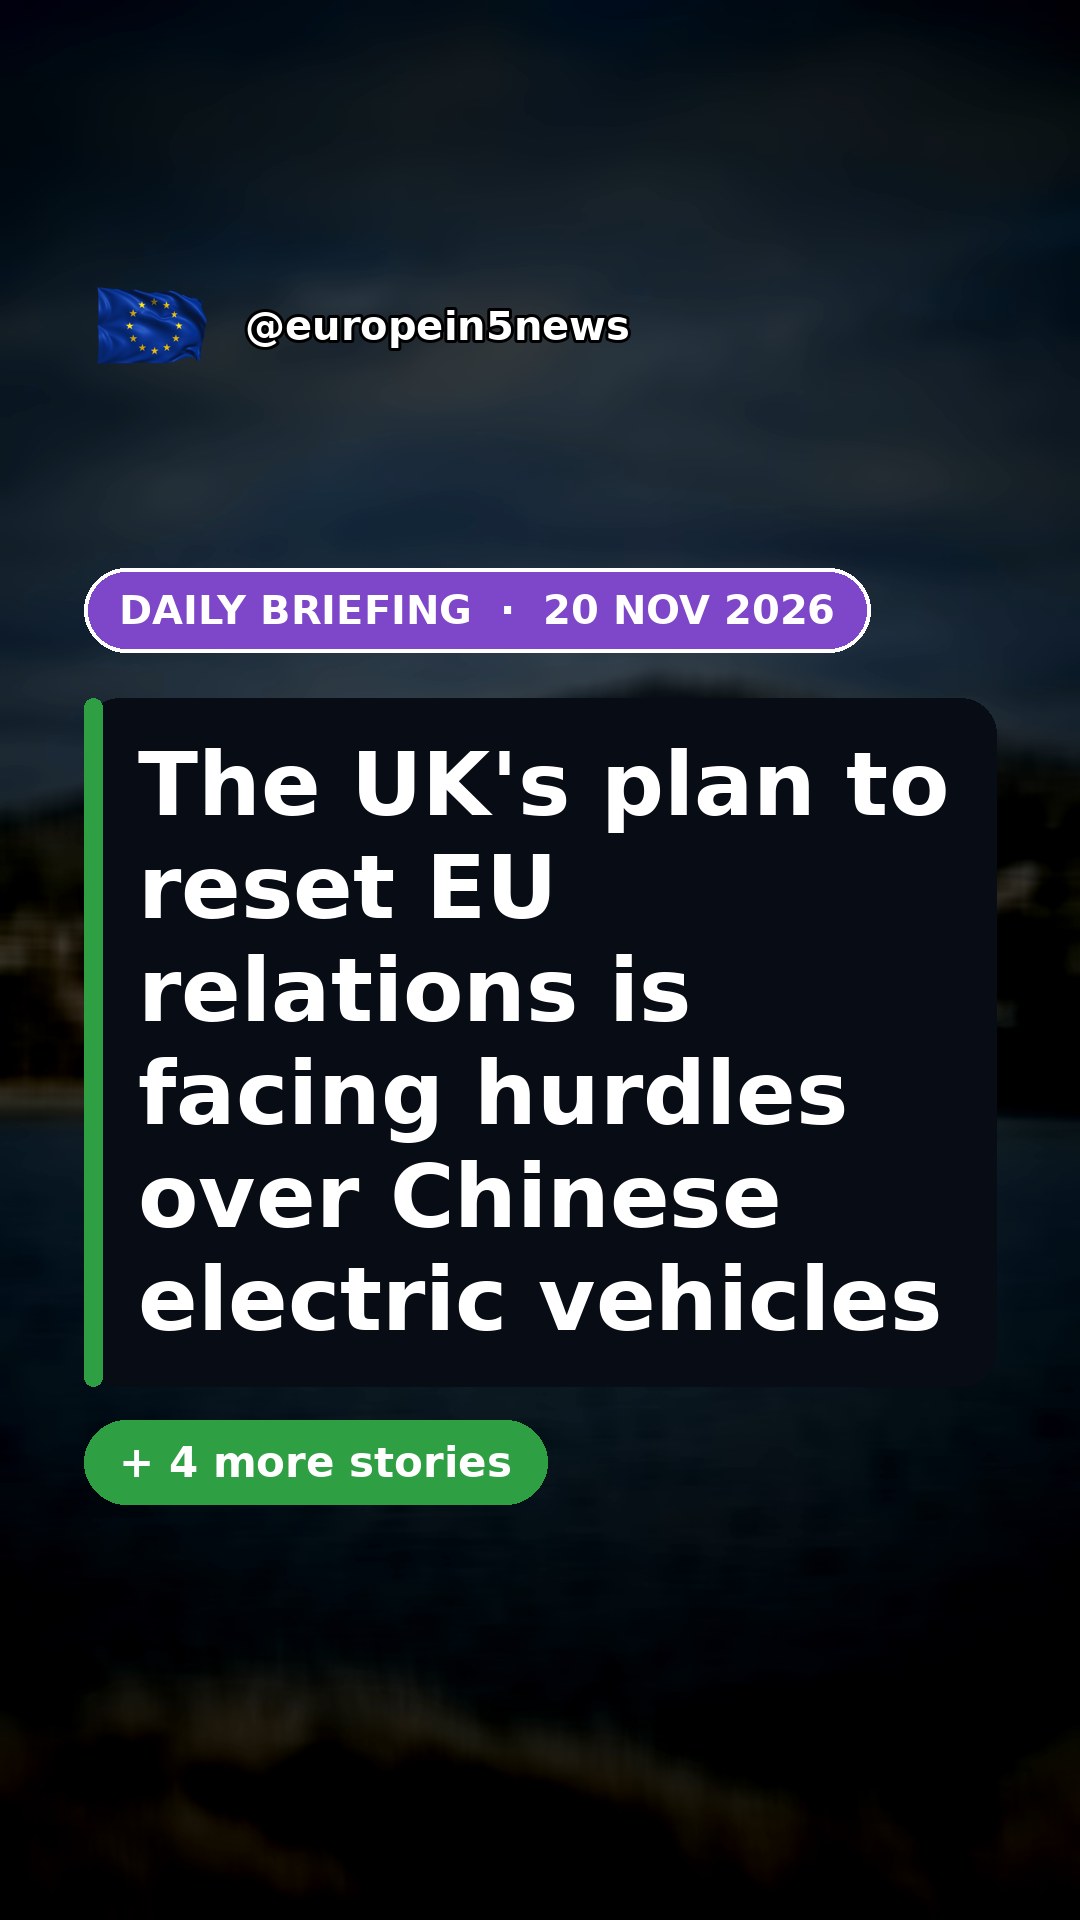 @europein5news
DAILY BRIEFING · 20 NOV 2026
The UK's plan to
reset EU
relations is
facing hurdles
over Chinese
electric vehicles
+ 4 more stories